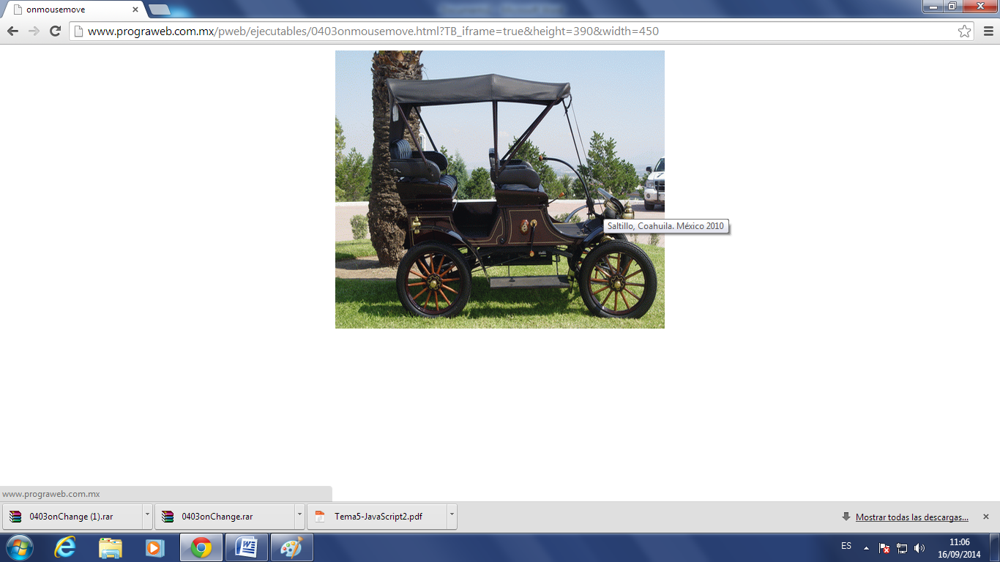 onmousemove
www.prograweb.com.mx/pweb/ejecutables/0403onmousemove.html?TB_iframe=true&height=390&width=450
Saltillo, Coahuila. México 2010
www.prograweb.com.mx
0403onChange (1).rar
0403onChange.rar
Tema5-JavaScript2.pdf
Mostrar todas las descargas...
ES
11:06
16/09/2014